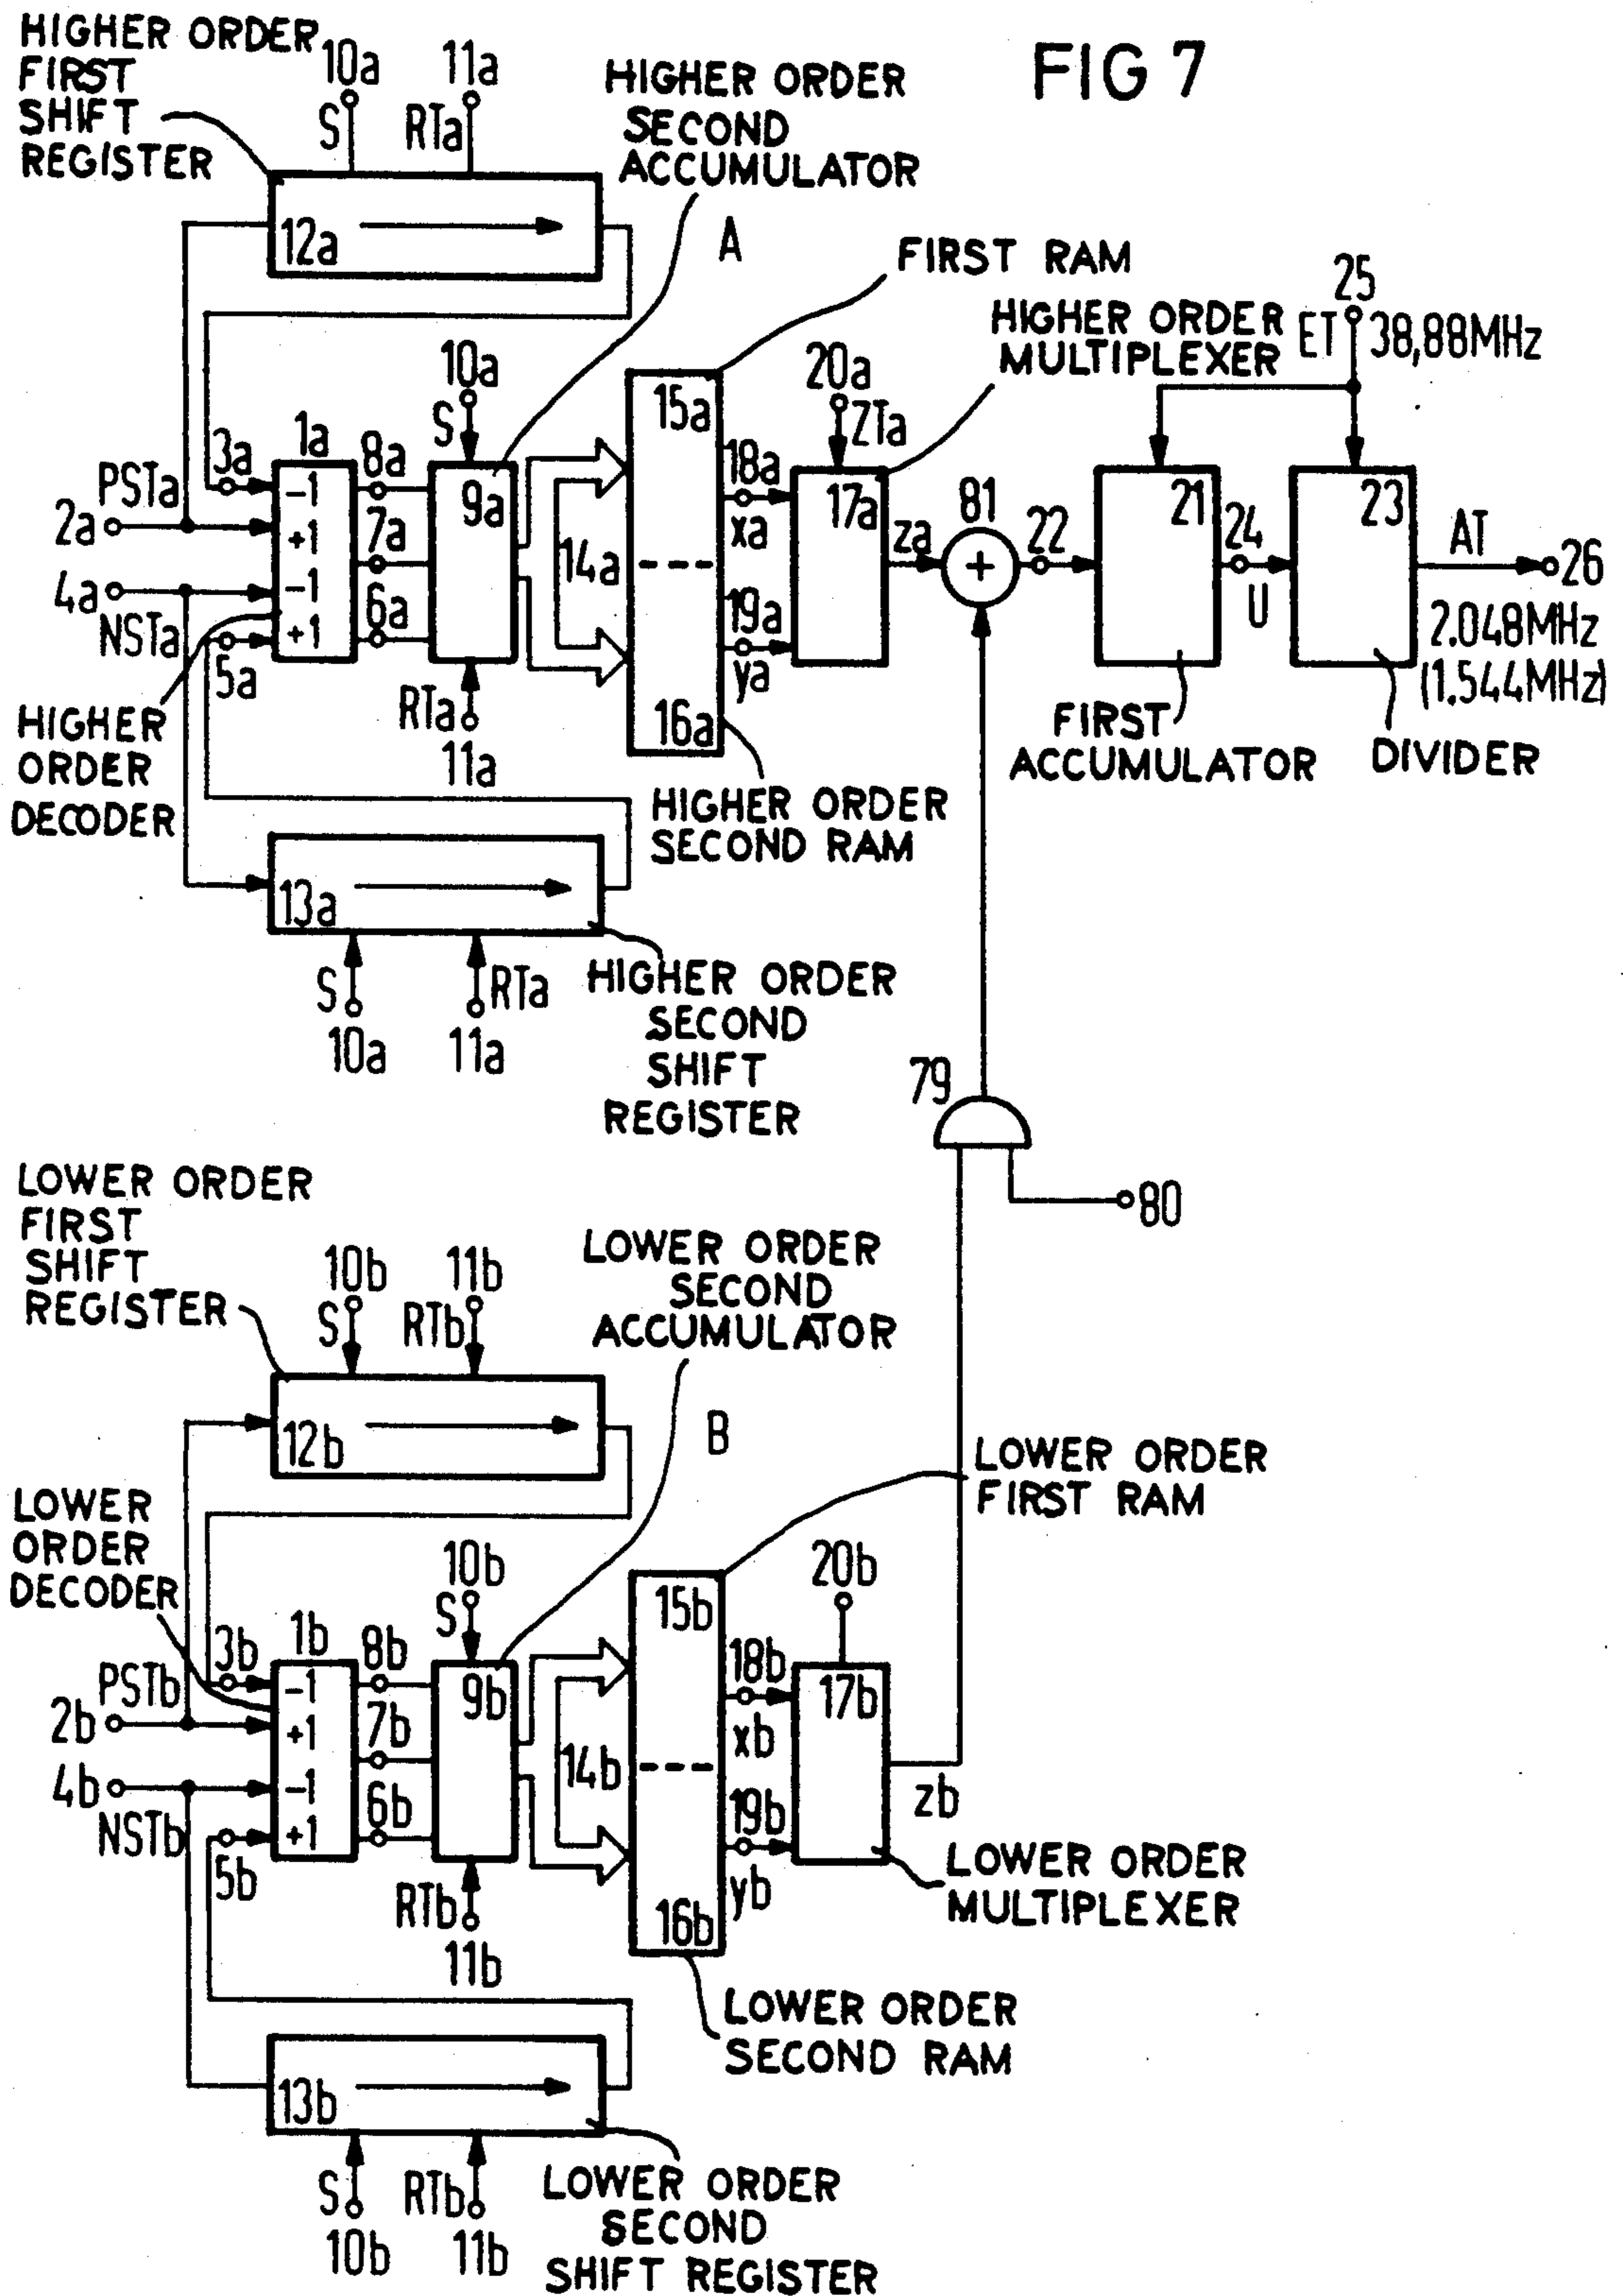 FIG 7
HIGHER ORDER
FIRST
SHIFT
REGISTER
10a
S
11a
RTa
HIGHER ORDER
SECOND
ACCUMULATOR
12a
A
FIRST RAM
HIGHER ORDER
MULTIPLEXER
25
ET
38,88MHz
10a
S
20a
ZTa
15a
3a
1a
8a
9a
18a
xa
17a
81
21
23
PSTa
2a
-1
+1
7a
14a
za
+
22
24
U
AT
26
4a
NSTa
-1
+1
6a
19a
ya
2.048MHz
(1.544MHz)
5a
RTa
11a
16a
HIGHER
ORDER
DECODER
FIRST
ACCUMULATOR
DIVIDER
HIGHER ORDER
SECOND RAM
13a
S
10a
RTa
11a
HIGHER ORDER
SECOND
SHIFT
REGISTER
79
80
LOWER ORDER
FIRST
SHIFT
REGISTER
10b
S
11b
RTb
LOWER ORDER
SECOND
ACCUMULATOR
12b
B
LOWER ORDER
FIRST RAM
LOWER
ORDER
DECODER
10b
S
20b
15b
3b
1b
8b
9b
18b
xb
17b
PSTb
2b
-1
+1
7b
14b
4b
NSTb
-1
+1
6b
19b
yb
zb
5b
RTb
11b
16b
LOWER ORDER
MULTIPLEXER
LOWER ORDER
SECOND RAM
13b
S
10b
RTb
11b
LOWER ORDER
SECOND
SHIFT REGISTER